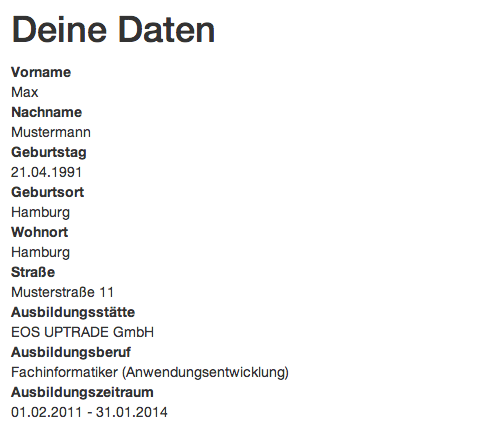 Deine Daten
Vorname
Max
Nachname
Mustermann
Geburtstag
21.04.1991
Geburtsort
Hamburg
Wohnort
Hamburg
Straße
Musterstraße 11
Ausbildungsstätte
EOS UPTRADE GmbH
Ausbildungsberuf
Fachinformatiker (Anwendungsentwicklung)
Ausbildungszeitraum
01.02.2011 - 31.01.2014